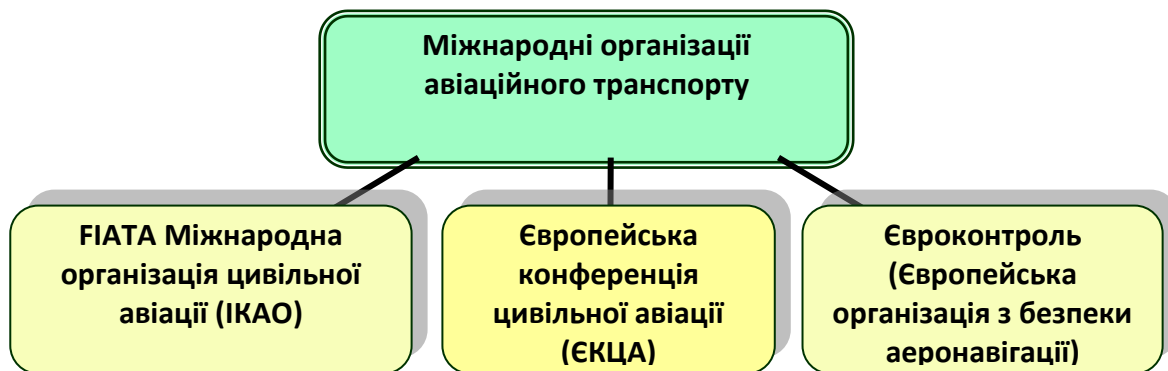 Міжнародні організації
авіаційного транспорту
FIATA Міжнародна
організація цивільної
авіації (ІКАО)
Європейська
конференція
цивільної авіації
(ЄКЦА)
Євроконтроль
(Європейська
організація з безпеки
аеронавігації)